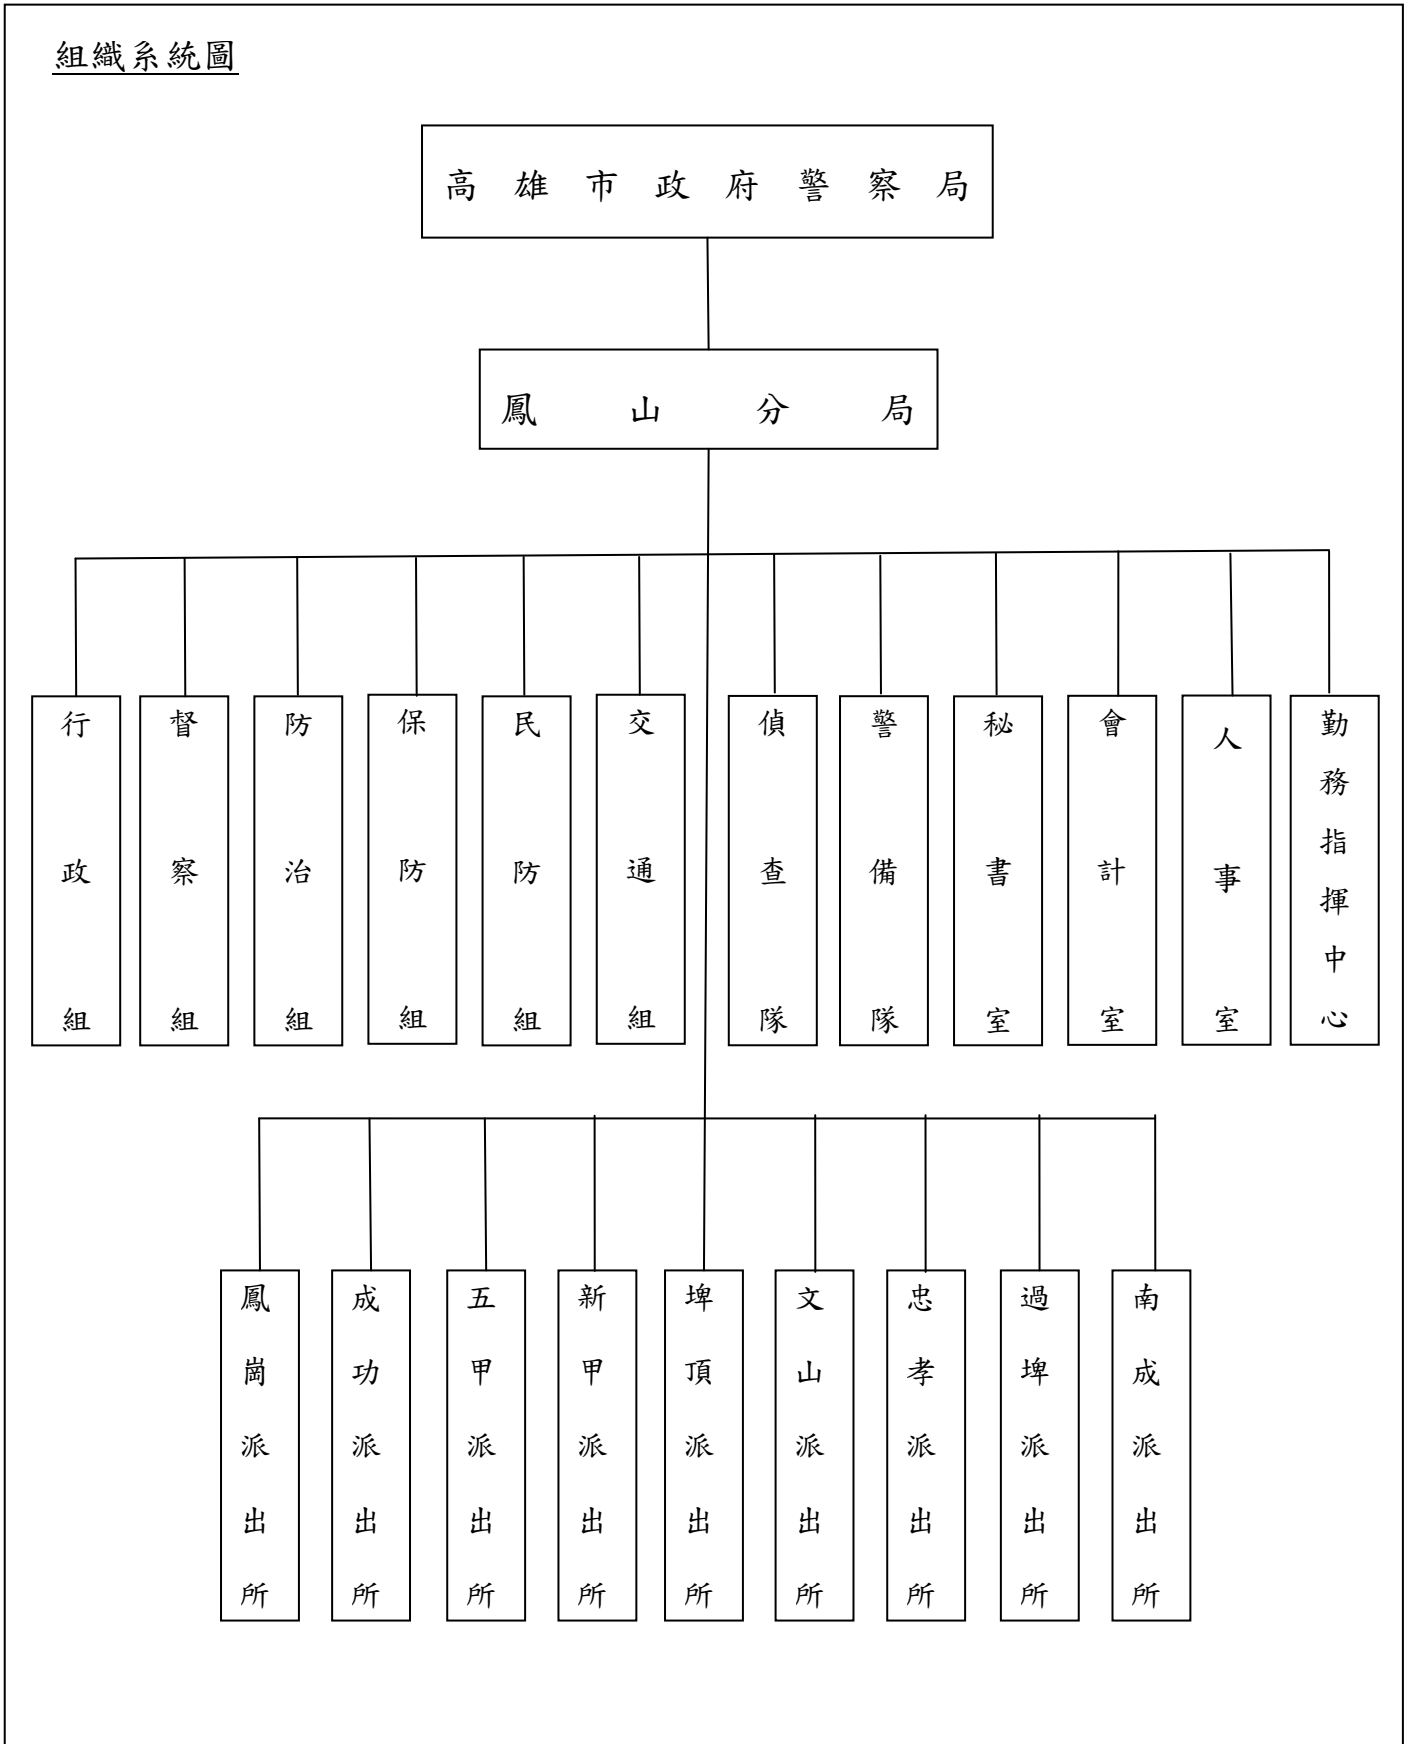 組織系統圖
高雄市政府警察局
鳳山分局
行政組
督察組
防治組
保防組
民防組
交通組
偵查隊
警備隊
秘書室
會計室
人事室
勤務指揮中心
鳳崗派出所
成功派出所
五甲派出所
新甲派出所
埤頂派出所
文山派出所
忠孝派出所
過埤派出所
南成派出所